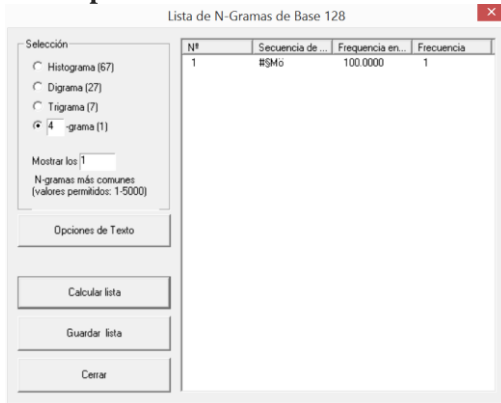 Lista de N-Gramas de Base 128
Selección
Histograma (67)
Digrama (27)
Trigrama (7)
4 -grama (1)
Mostrar los 1
N-gramas más comunes
(valores permitidos: 1-5000)
Opciones de Texto
Calcular lista
Guardar lista
Cerrar
Nº Secuencia de ... Frequencia en... Frecuencia
1 #§Mö 100.0000 1